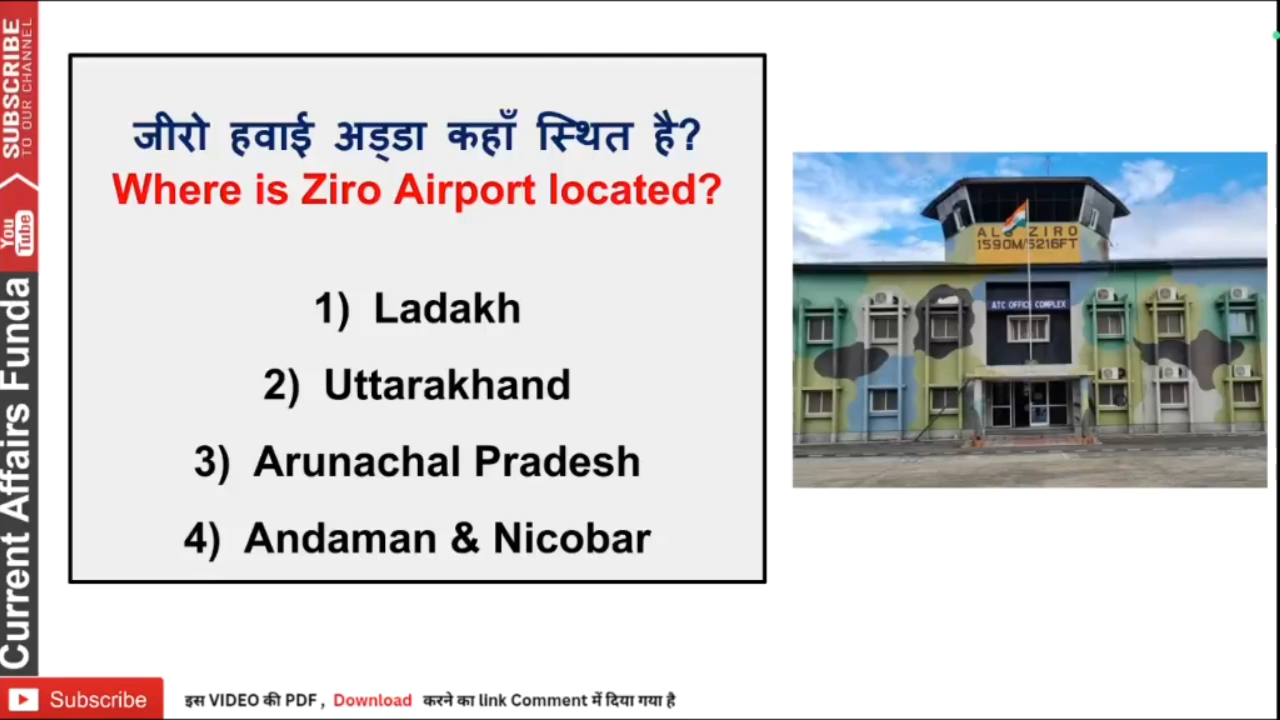 SUBSCRIBE
TO OUR CHANNEL
You
Tube
Current Affairs Funda
जीरो हवाई अड्डा कहाँ स्थित है?
Where is Ziro Airport located?
1) Ladakh
2) Uttarakhand
3) Arunachal Pradesh
4) Andaman & Nicobar
ALG ZIRO
1590M/5216FT
ATC OFFICE COMPLEX
Subscribe
इस VIDEO की PDF , Download करने का link Comment में दिया गया है